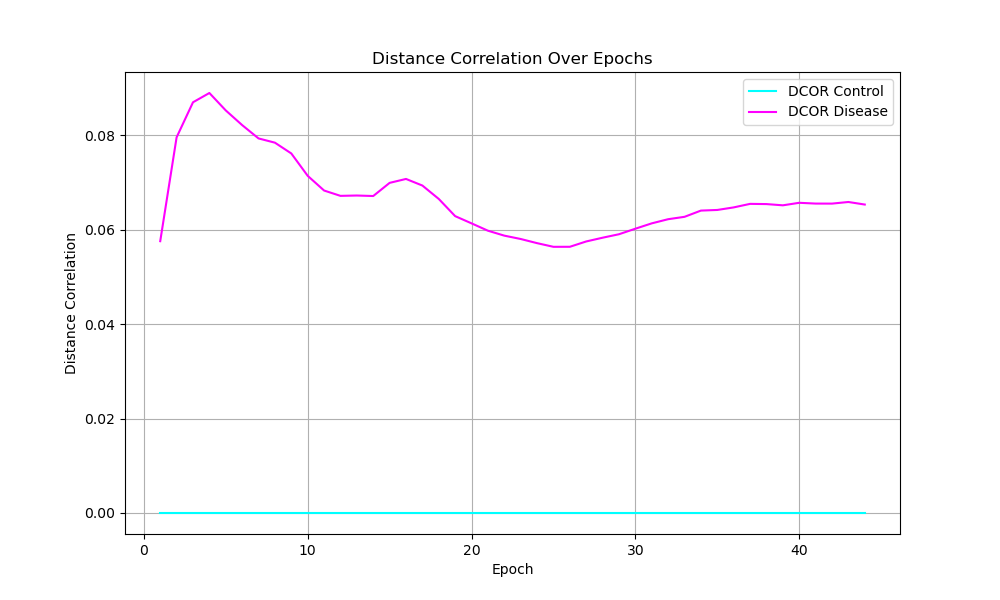 Distance Correlation Over Epochs
DCOR Control
DCOR Disease
0.08
0.06
0.04
0.02
0.00
Distance Correlation
0 10 20 30 40
Epoch